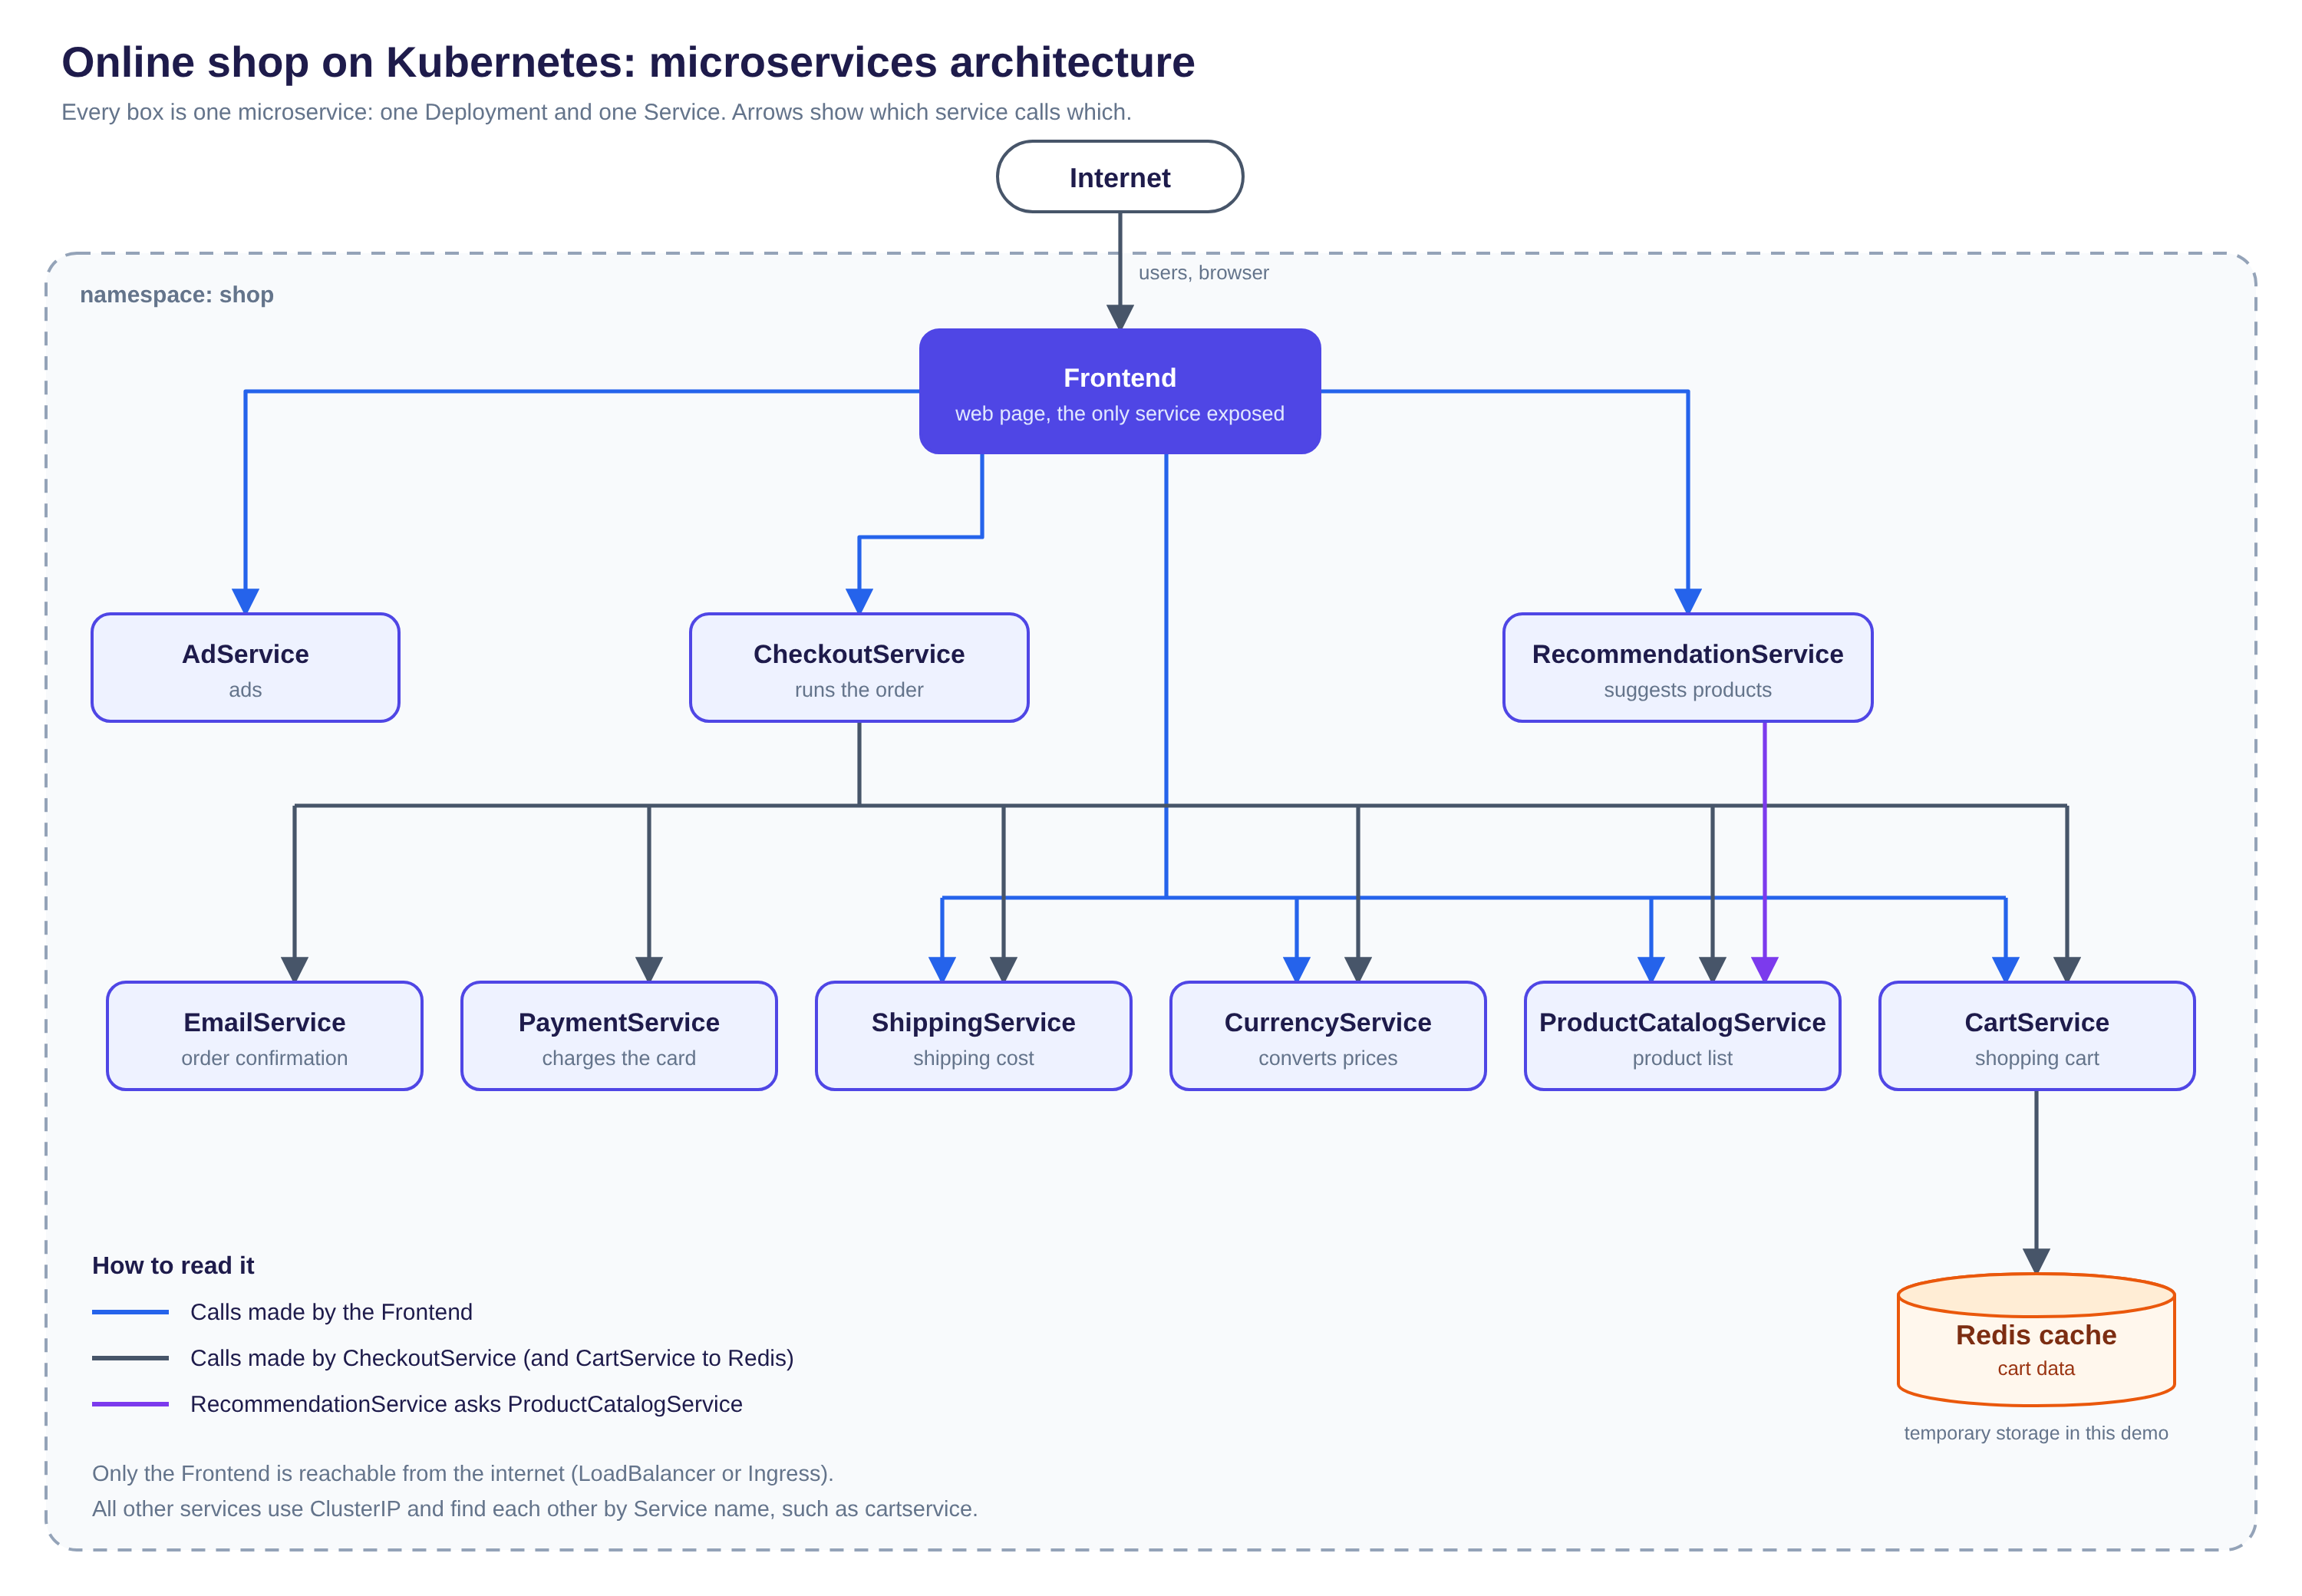 Online shop on Kubernetes: microservices architecture
Every box is one microservice: one Deployment and one Service. Arrows show which service calls which.
Internet
users, browser
namespace: shop
Frontend
web page, the only service exposed
AdService
ads
CheckoutService
runs the order
RecommendationService
suggests products
EmailService
order confirmation
PaymentService
charges the card
ShippingService
shipping cost
CurrencyService
converts prices
ProductCatalogService
product list
CartService
shopping cart
How to read it
Calls made by the Frontend
Calls made by CheckoutService (and CartService to Redis)
RecommendationService asks ProductCatalogService
Redis cache
cart data
temporary storage in this demo
Only the Frontend is reachable from the internet (LoadBalancer or Ingress).
All other services use ClusterIP and find each other by Service name, such as cartservice.